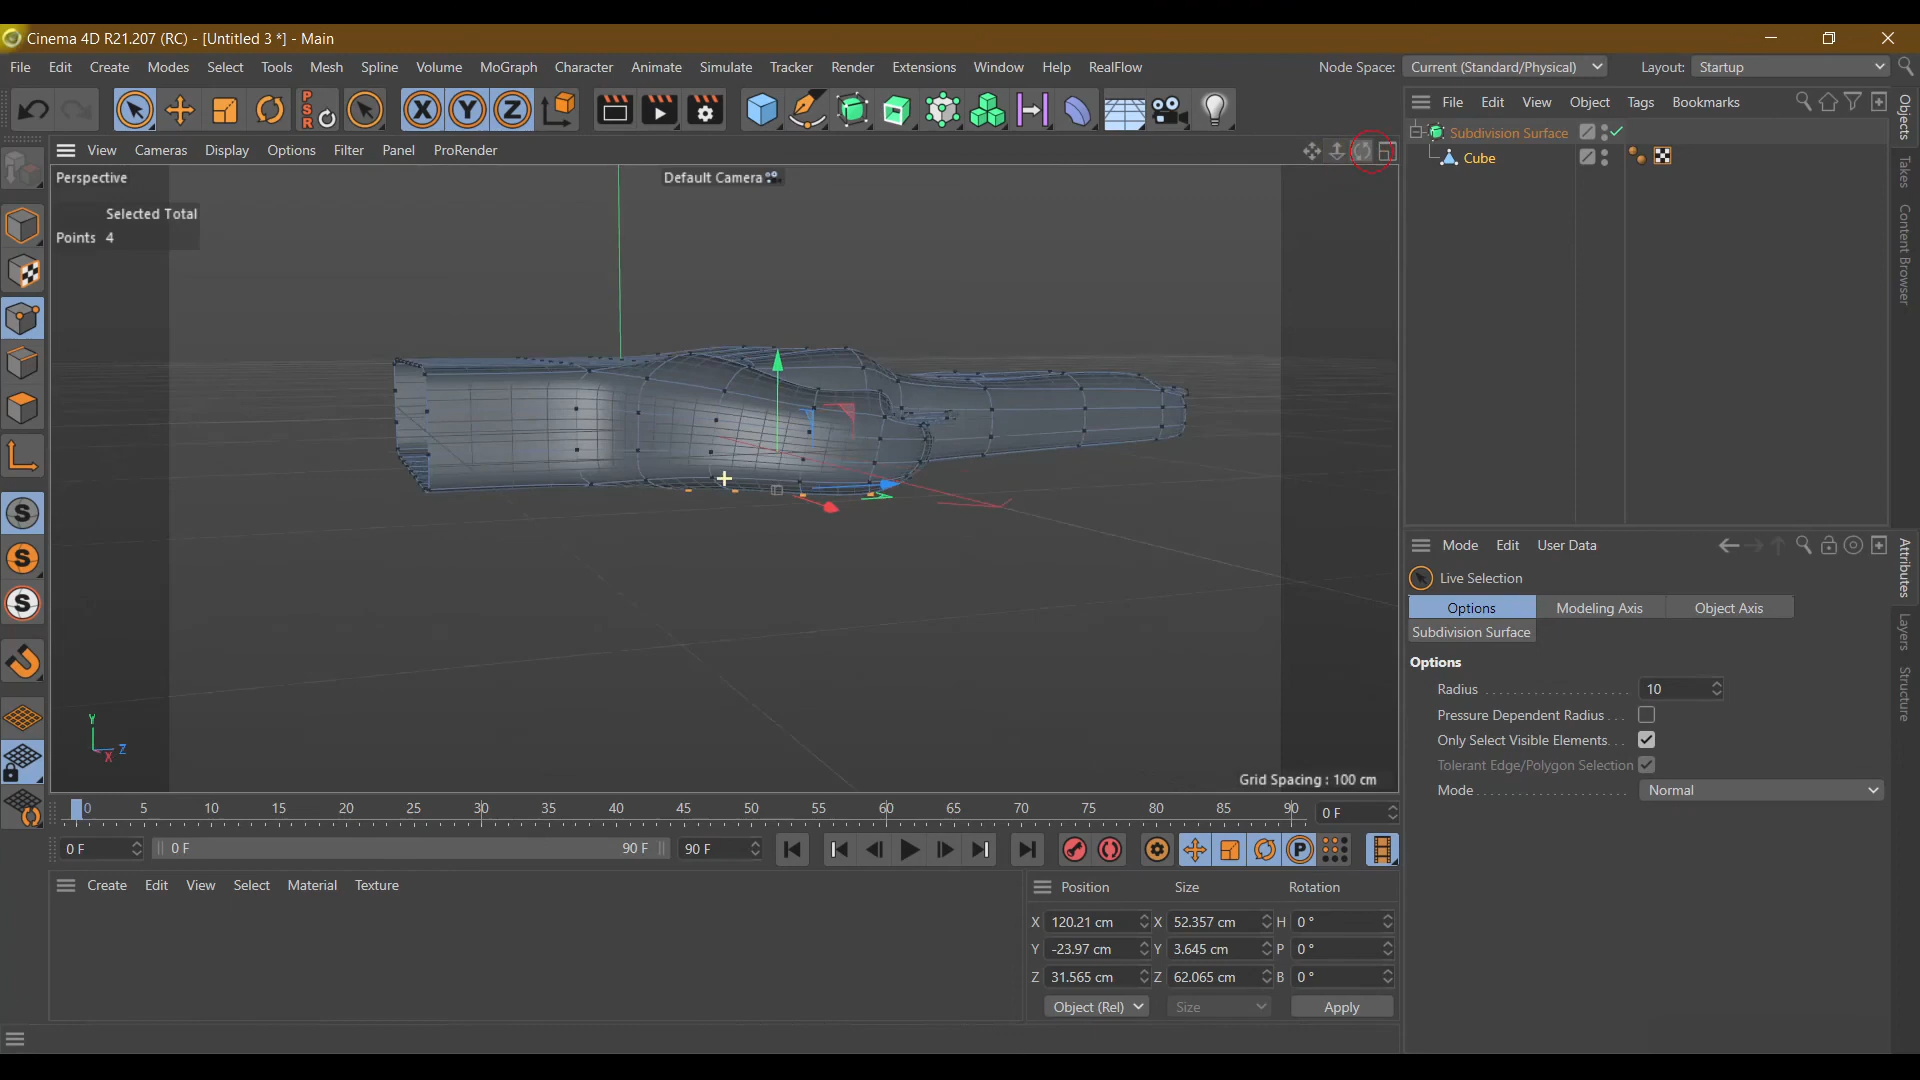 Cinema 4D R21.207 (RC) - [Untitled 3 *] - Main
File Edit Create Modes Select Tools Mesh Spline Volume MoGraph Character Animate Simulate Tracker Render Extensions Window Help RealFlow Node Space: Current (Standard/Physical) Layout: Startup
P
S
R
X Y Z
File Edit View Object Tags Bookmarks
Subdivision Surface
Cube
Objects
Takes
Content Browser
View Cameras Display Options Filter Panel ProRender
Perspective
Default Camera
Selected Total
Points 4
S
S
S
Y
Z
X
Grid Spacing : 100 cm
Mode Edit User Data
Live Selection
Options Modeling Axis Object Axis
Subdivision Surface
Options
Radius 10
Pressure Dependent Radius
Only Select Visible Elements
Tolerant Edge/Polygon Selection
Mode Normal
Attributes
Layers
Structure
0 5 10 15 20 25 30 35 40 45 50 55 60 65 70 75 80 85 90 0 F
0 F 0 F 90 F 90 F
P
Create Edit View Select Material Texture
Position Size Rotation
X 120.21 cm X 52.357 cm H 0 °
Y -23.97 cm Y 3.645 cm P 0 °
Z 31.565 cm Z 62.065 cm B 0 °
Object (Rel) Size Apply